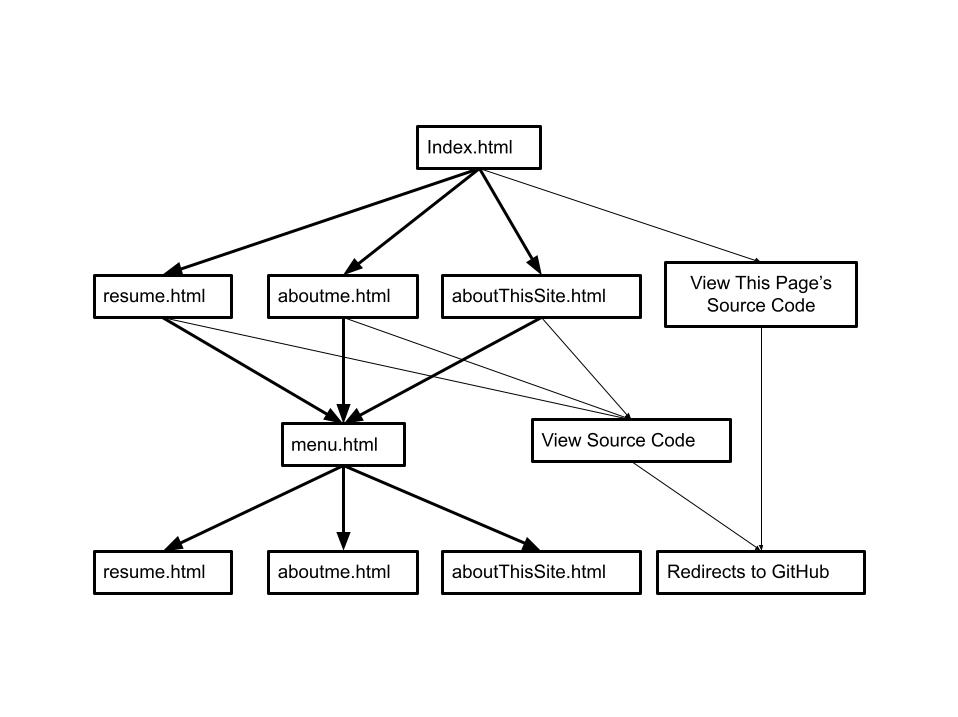 Index.html
resume.html
aboutme.html
aboutThisSite.html
View This Page’s
Source Code
menu.html
View Source Code
resume.html
aboutme.html
aboutThisSite.html
Redirects to GitHub